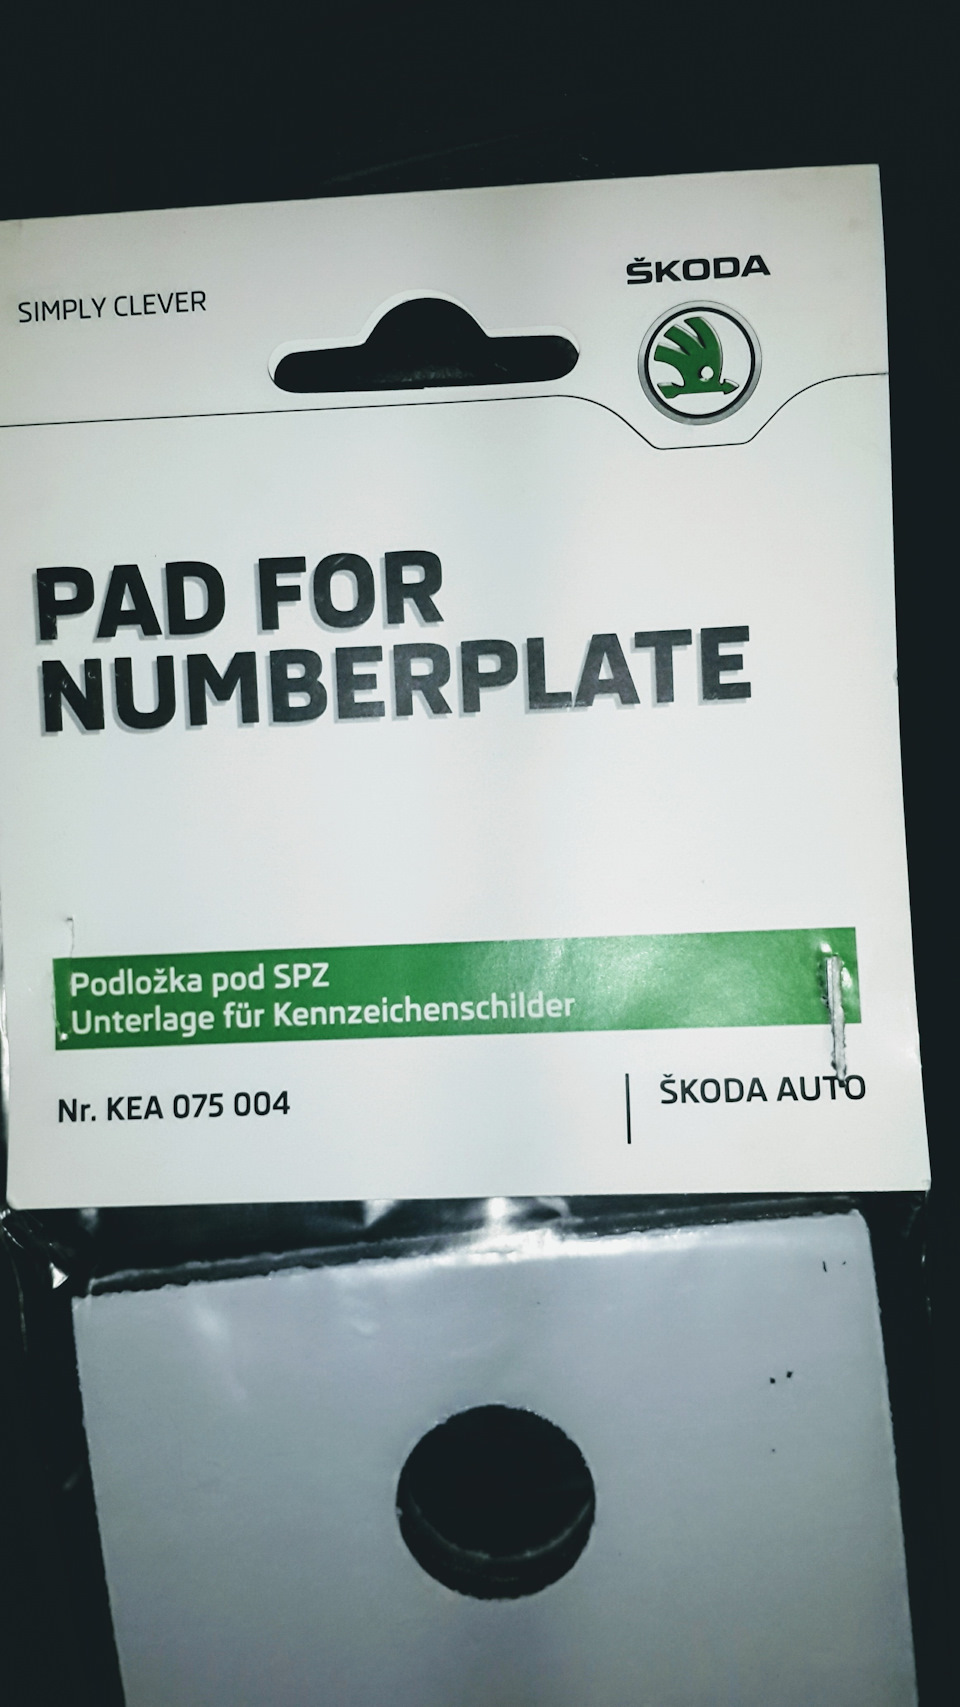 SIMPLY CLEVER
ŠKODA
PAD FOR
NUMBERPLATE
Podložka pod SPZ
Unterlage für Kennzeichenschilder
Nr. KEA 075 004
ŠKODA AUTO